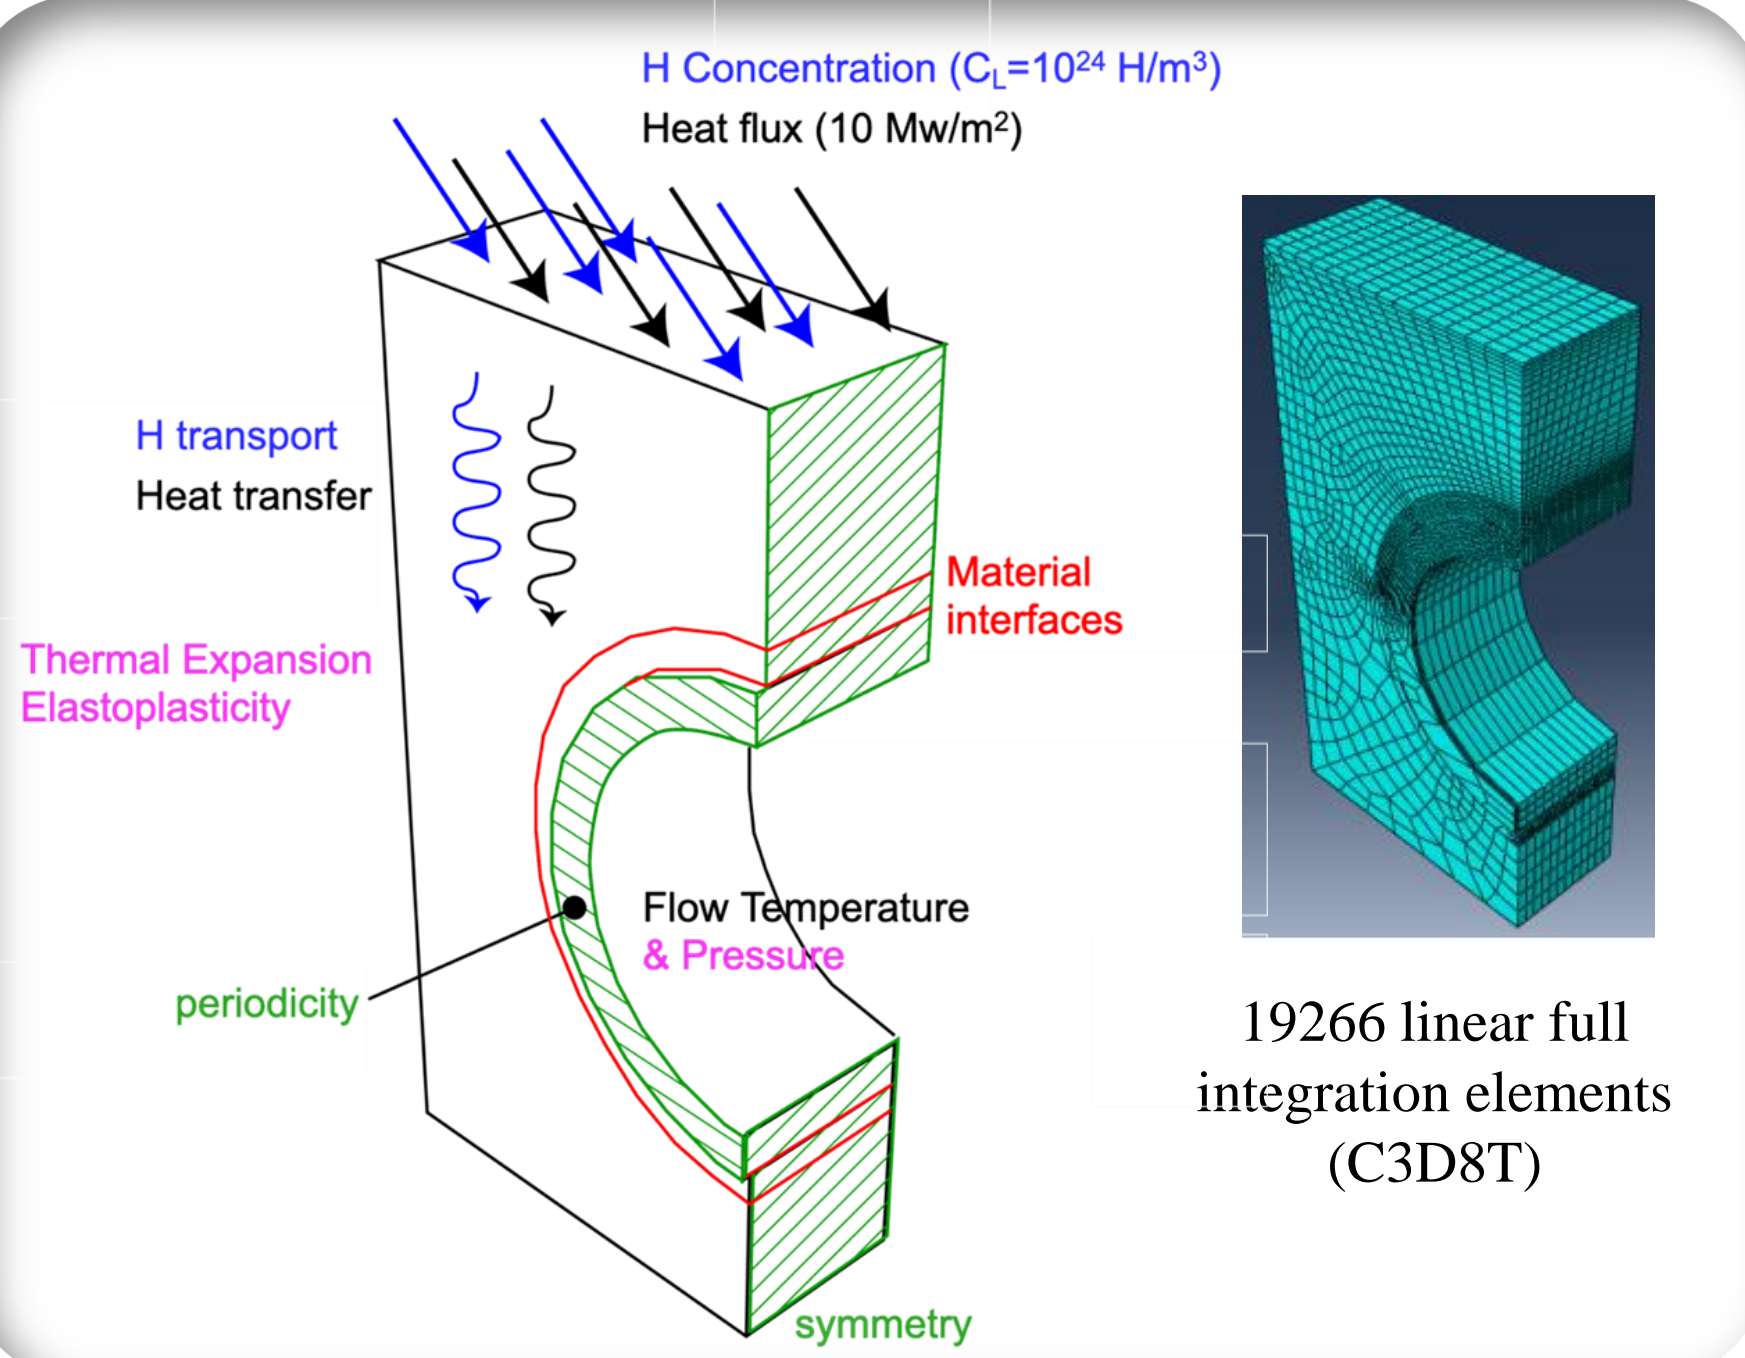 H Concentration (C_L=10²⁴ H/m³)
Heat flux (10 Mw/m²)
H transport
Heat transfer
Material
interfaces
Thermal Expansion
Elastoplasticity
Flow Temperature
& Pressure
periodicity
symmetry
19266 linear full
integration elements
(C3D8T)